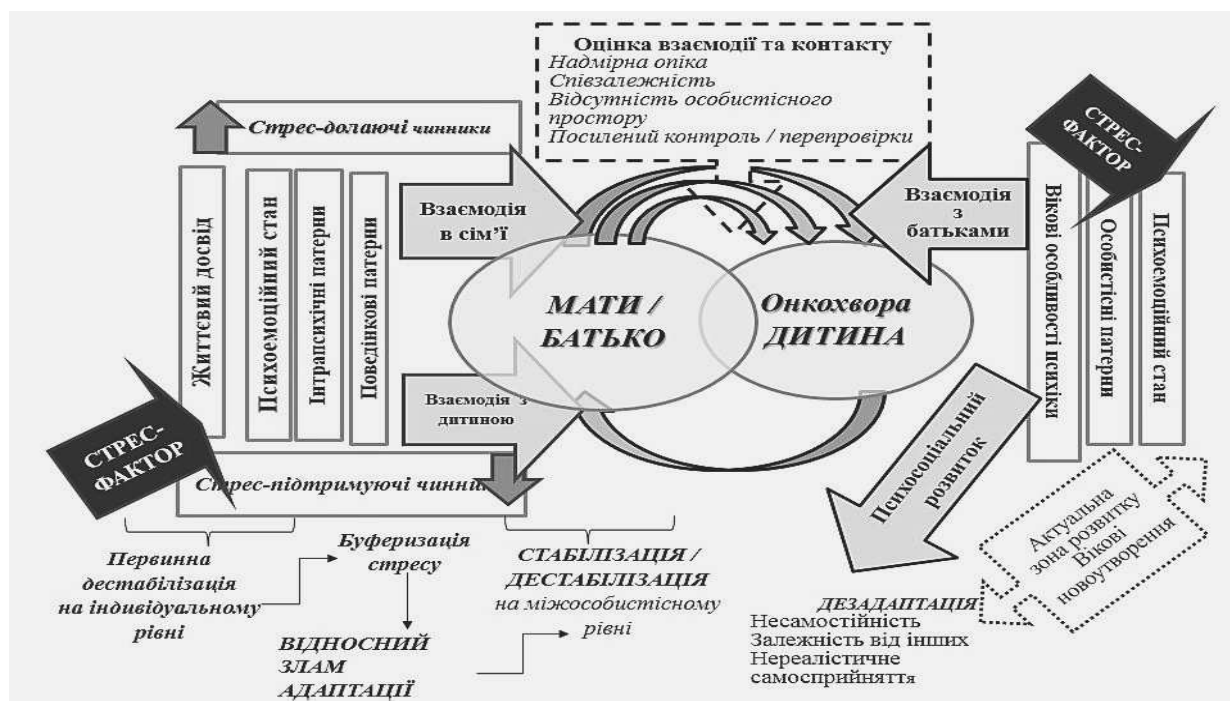 Оцінка взаємодії та контакту
Надмірна опіка
Співзалежність
Відсутність особистісного
простору
Посилений контроль / перепровірки
Стрес-долаючі чинники
СТРЕС-
ФАКТОР
Життєвий досвід
Психоемоційний стан
Інтрапсихічні патерни
Поведінкові патерни
Взаємодія
в сім’ї
Взаємодія
з
батьками
Вікові особливості психіки
Особистісні патерни
Психоемоційний стан
МАТИ /
БАТЬКО
Онкохвора
ДИТИНА
Взаємодія з
дитиною
СТРЕС-
ФАКТОР
Стрес-підтримуючі чинник
Психосоціальний
розвиток
Актуальна
зона розвитку
Вікові
новоутворення
Первинна
дестабілізація
на індивідуальному
рівні
Буферизація
стресу
ВІДНОСНИЙ
ЗЛАМ
АДАПТАЦІЇ
СТАБІЛІЗАЦІЯ /
ДЕСТАБІЛІЗАЦІЯ
на міжособистісному
рівні
ДЕЗАДАПТАЦІЯ
Несамостійність
Залежність від інших
Нереалістичне
самосприйняття